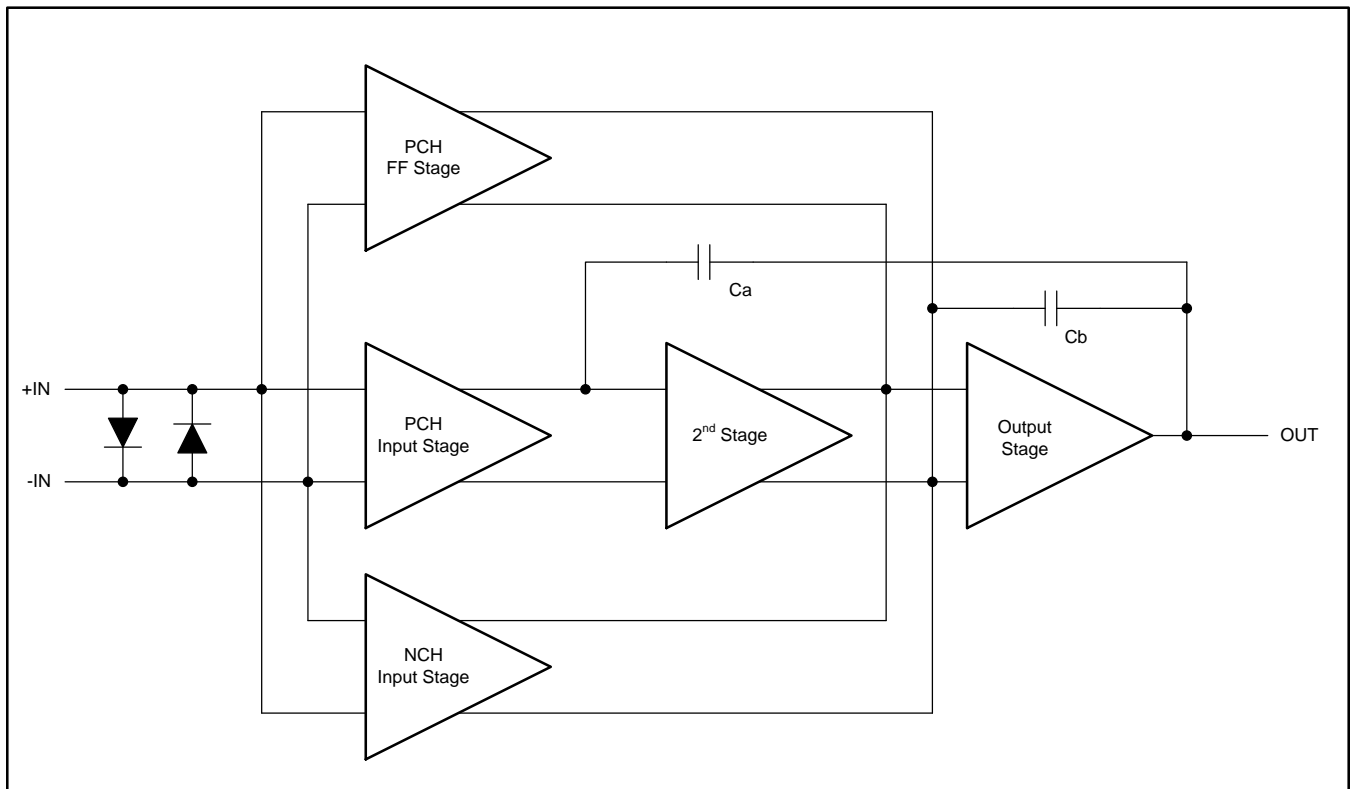 PCH
FF Stage
Ca
Cb
+IN
-IN
PCH
Input Stage
2nd Stage
Output
Stage
OUT
NCH
Input Stage